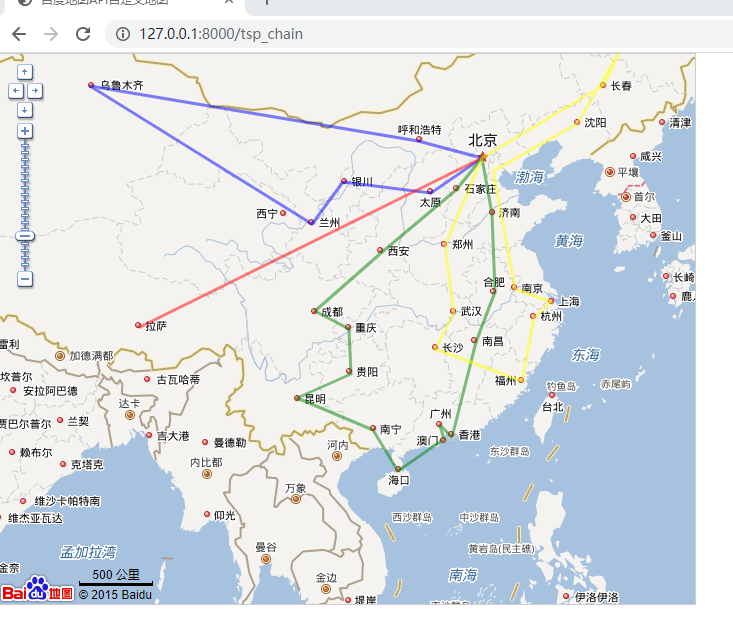 百度地图API自定义地图
127.0.0.1:8000/tsp_chain
乌鲁木齐
长春
沈阳
清津
呼和浩特
北京
咸兴
平壤
渤海
银川
石家庄
首尔
太原
西宁
济南
大田
兰州
釜山
郑州
黄海
西安
长崎
合肥
南京
鹿儿
上海
成都
武汉
杭州
拉萨
重庆
南昌
雷利
长沙
加德满都
东海
贵阳
坎普尔
古瓦哈蒂
福州
钓鱼岛
赤尾屿
安拉阿巴德
昆明
达卡
台北
广州
贾巴尔普尔
兰契
南宁
吉大港
澳门
香港
曼德勒
河内
赖布尔
东沙群岛
克塔克
内比都
海口
万象
维沙卡帕特南
仰光
西沙群岛
中沙群岛
维杰亚瓦达
曼谷
黄岩岛(民主礁)
孟加拉湾
金奈
500 公里
金边
南海
Bai du 地图
© 2015 Baidu
堤岸
伊洛伊洛